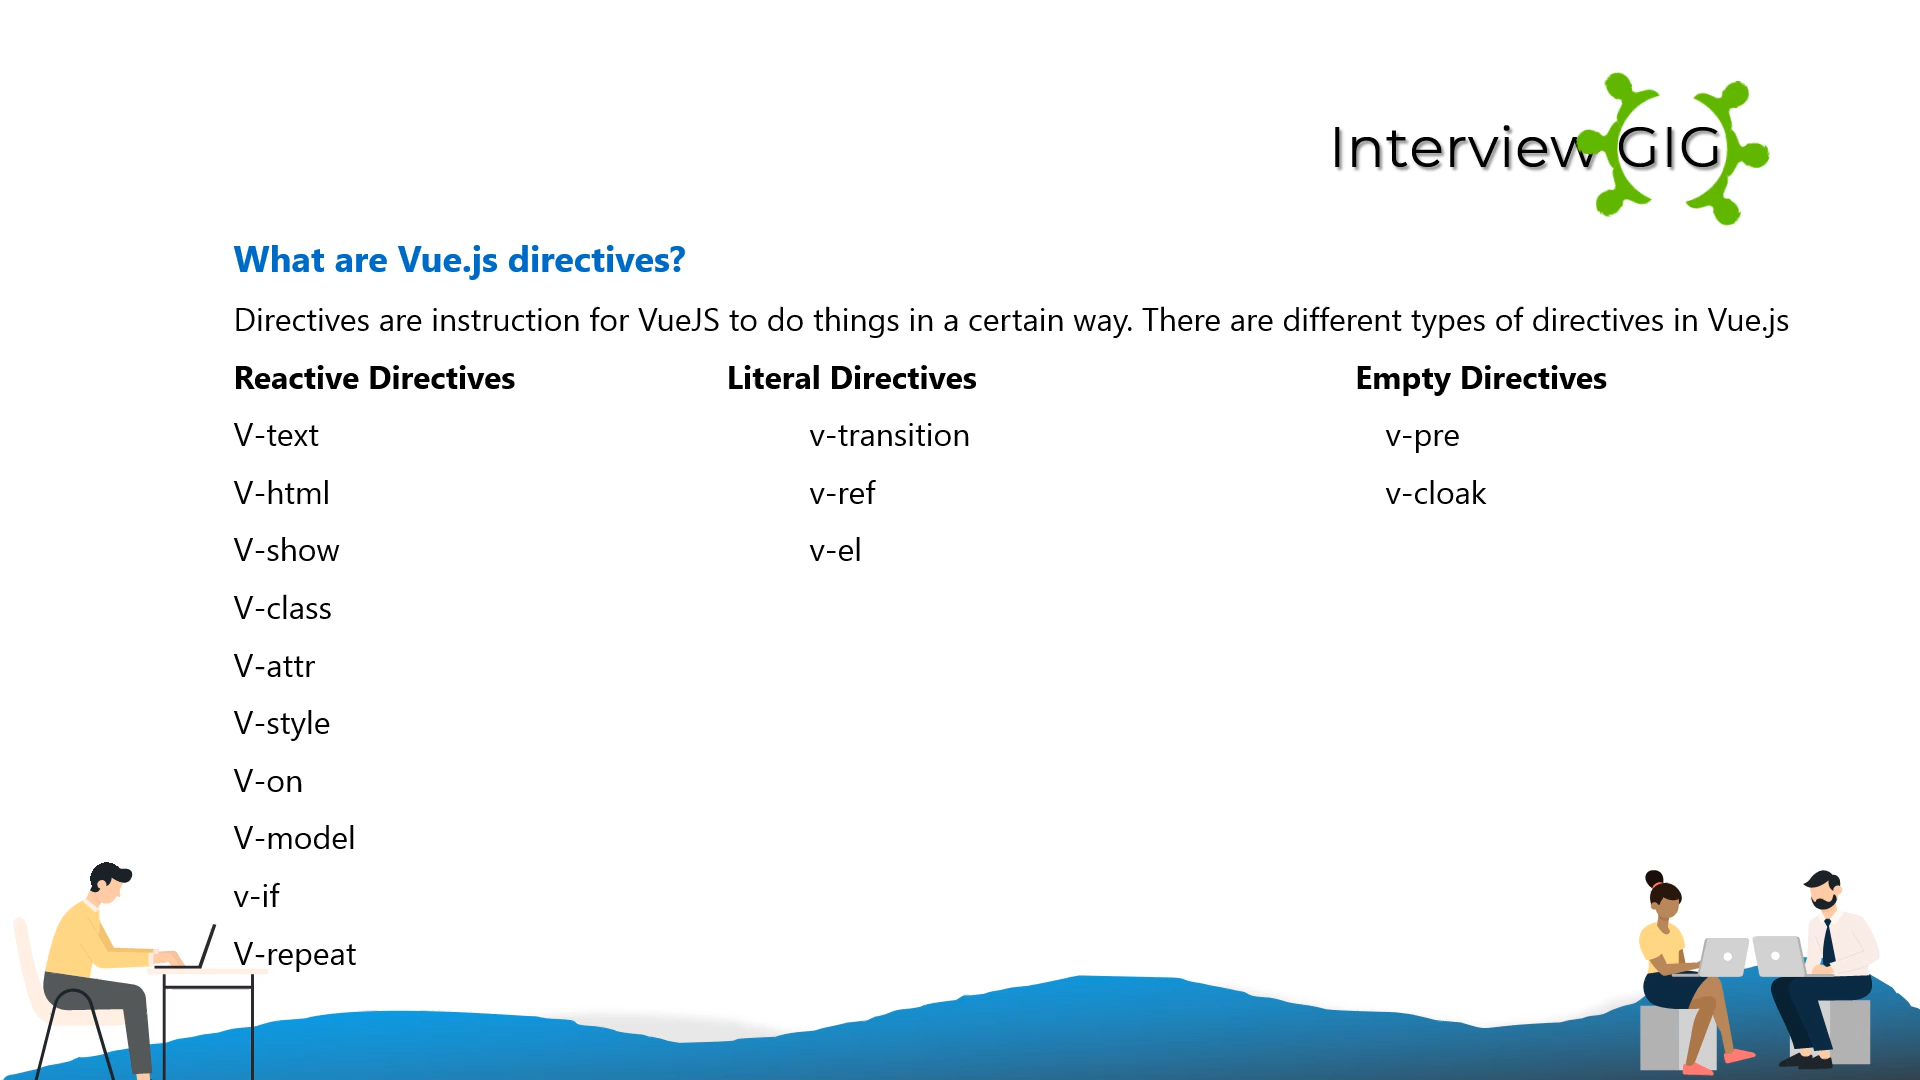 Interview GIG
What are Vue.js directives?
Directives are instruction for VueJS to do things in a certain way. There are different types of directives in Vue.js
Reactive Directives Literal Directives Empty Directives
V-text v-transition v-pre
V-html v-ref v-cloak
V-show v-el
V-class
V-attr
V-style
V-on
V-model
v-if
V-repeat